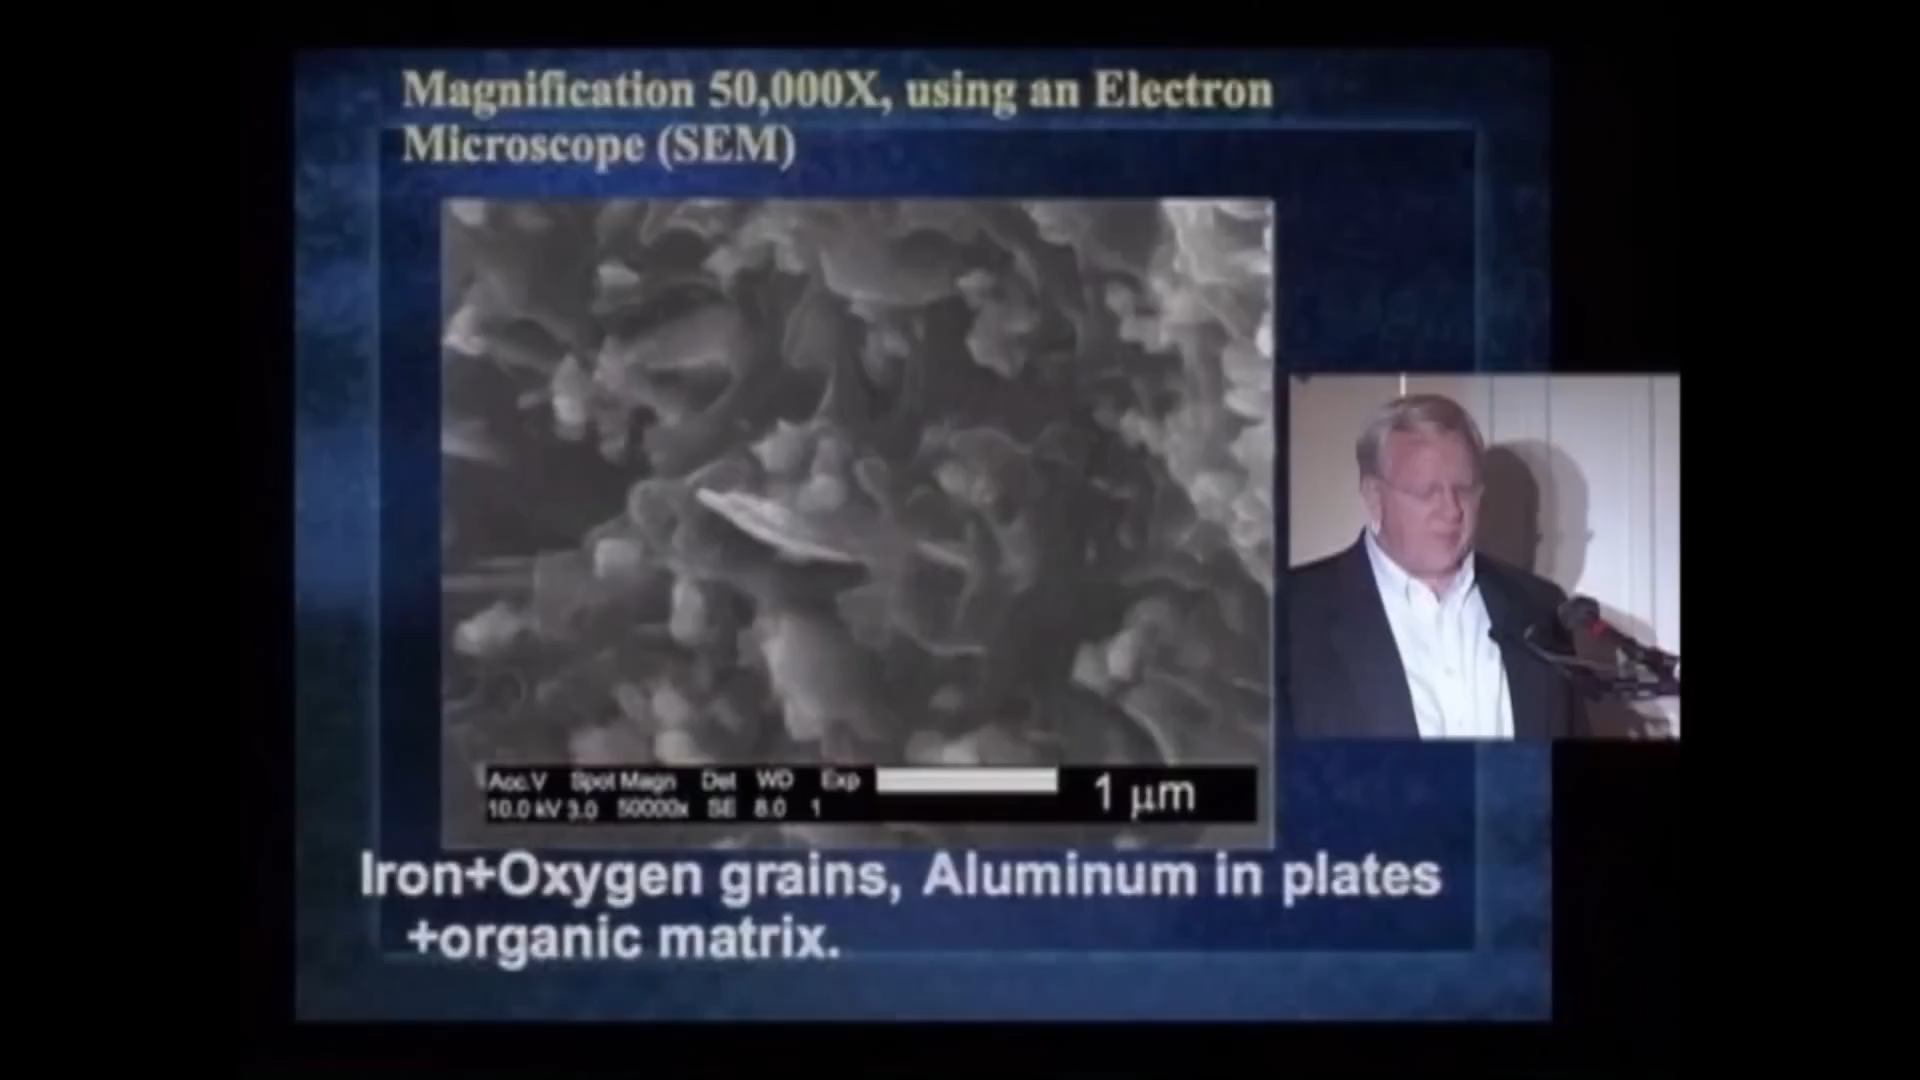 Magnification 50,000X, using an Electron
Microscope (SEM)
Acc.V Spot Magn Det WD Exp
10.0 kV 3.0 50000x SE 8.0 1
1 μm
Iron+Oxygen grains, Aluminum in plates
+organic matrix.